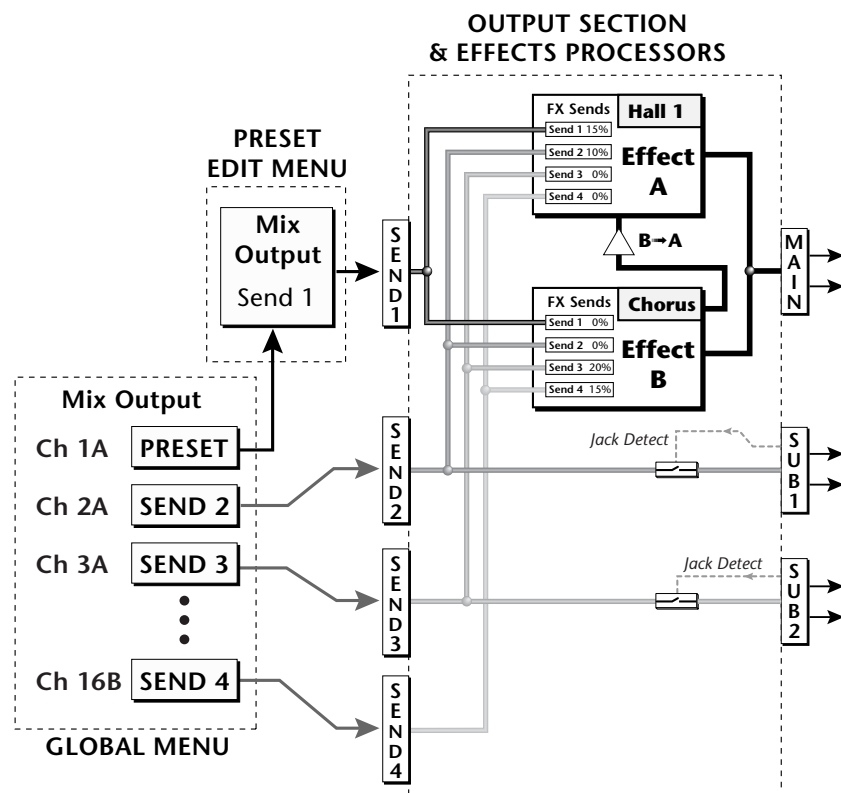 OUTPUT SECTION
& EFFECTS PROCESSORS
PRESET
EDIT MENU
Mix
Output
Send 1
SEND1
FX Sends
Hall 1
Send 1 15%
Send 2 10%
Send 3 0%
Send 4 0%
Effect
A
B→A
FX Sends
Chorus
Send 1 0%
Send 2 0%
Send 3 20%
Send 4 15%
Effect
B
MAIN
Mix Output
Ch 1A PRESET
Ch 2A SEND 2
Ch 3A SEND 3
Ch 16B SEND 4
GLOBAL MENU
SEND2
Jack Detect
SUB1
SEND3
Jack Detect
SUB2
SEND4